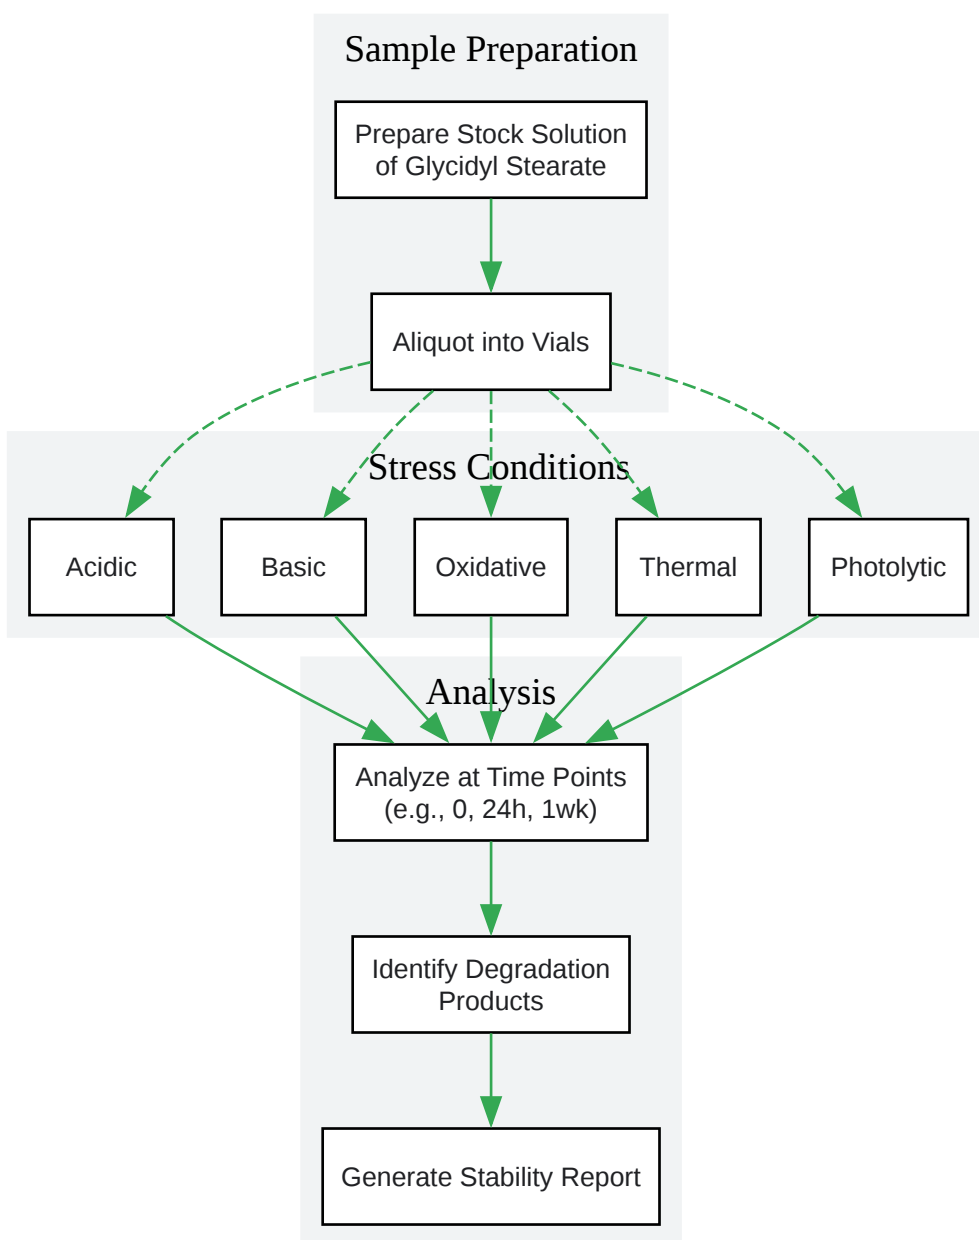 Sample Preparation
Prepare Stock Solution
of Glycidyl Stearate
Aliquot into Vials
Stress Conditions
Acidic
Basic
Oxidative
Thermal
Photolytic
Analysis
Analyze at Time Points
(e.g., 0, 24h, 1wk)
Identify Degradation
Products
Generate Stability Report